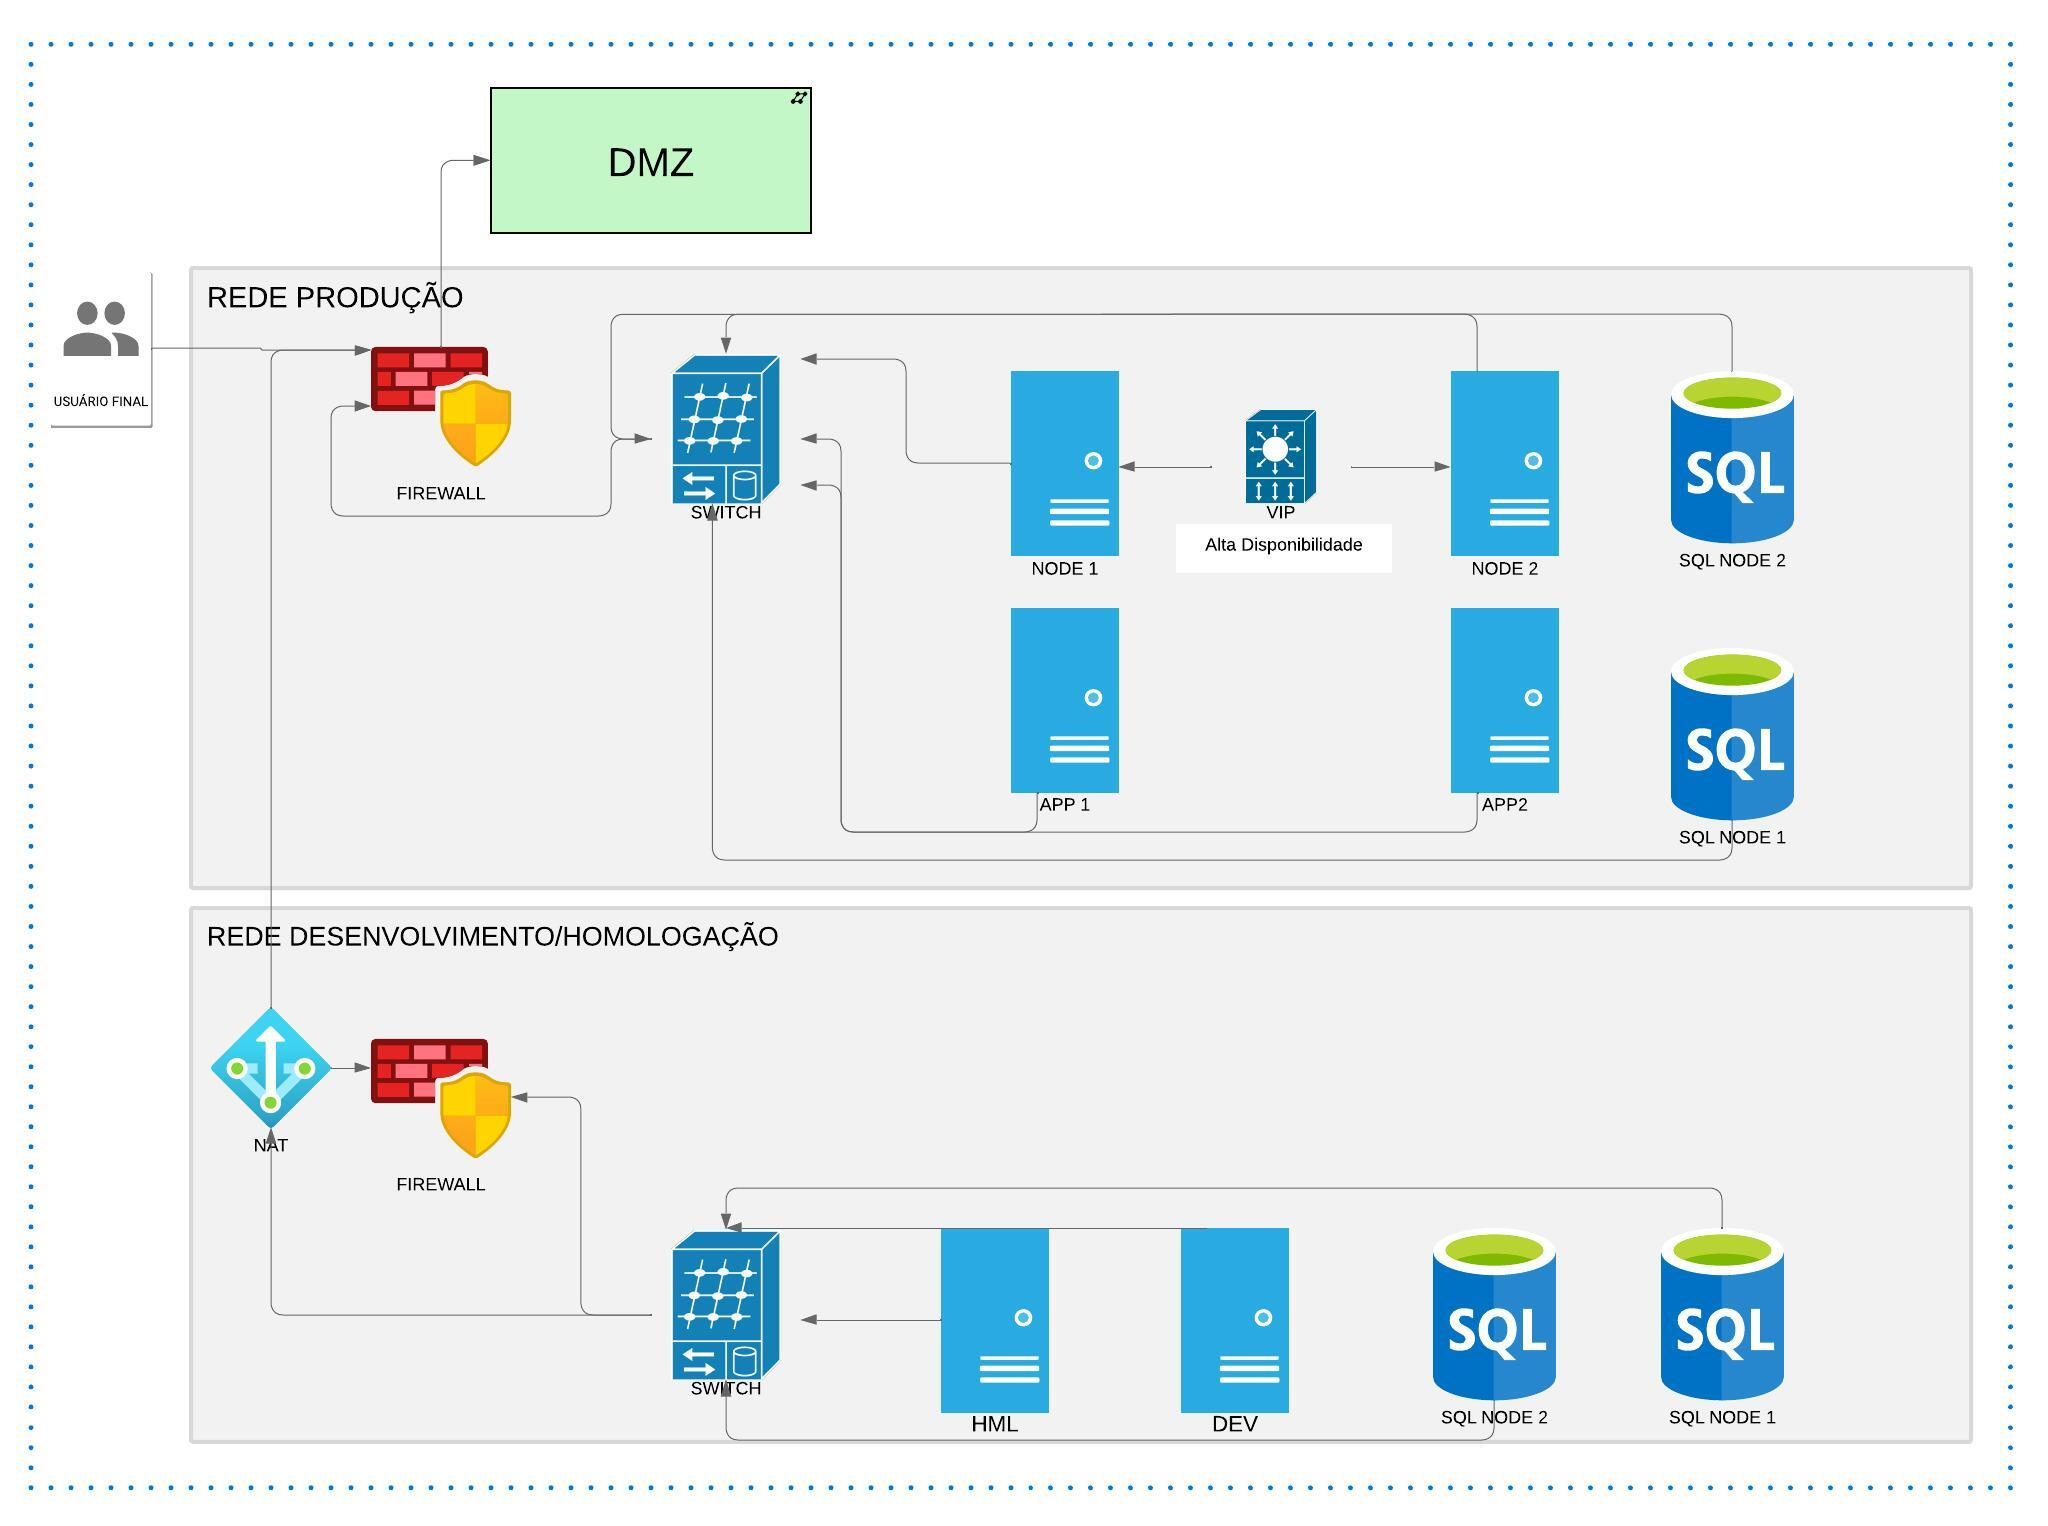 DMZ
REDE PRODUÇÃO
USUÁRIO FINAL
FIREWALL
SWITCH
NODE 1
VIP
Alta Disponibilidade
NODE 2
SQL
SQL NODE 2
APP 1
APP2
SQL
SQL NODE 1
REDE DESENVOLVIMENTO/HOMOLOGAÇÃO
NAT
FIREWALL
SWITCH
HML
DEV
SQL
SQL NODE 2
SQL
SQL NODE 1